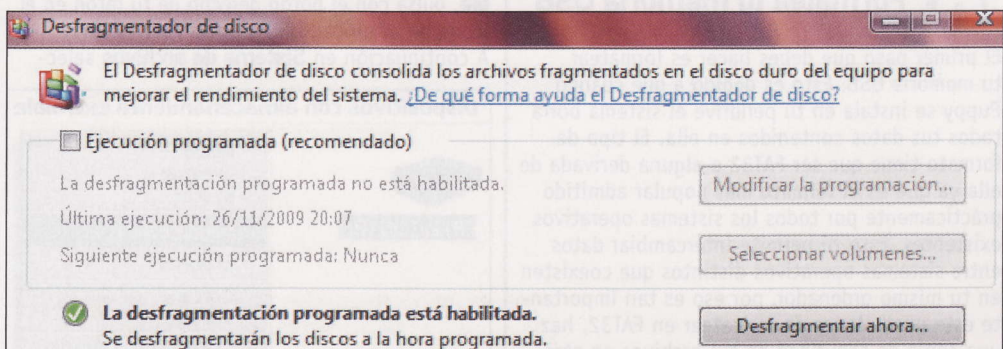 Desfragmentador de disco
El Desfragmentador de disco consolida los archivos fragmentados en el disco duro del equipo para
mejorar el rendimiento del sistema. ¿De qué forma ayuda el Desfragmentador de disco?
Ejecución programada (recomendado)
La desfragmentación programada no está habilitada.
Modificar la programación...
Última ejecución: 26/11/2009 20:07
Siguiente ejecución programada: Nunca
Seleccionar volúmenes...
La desfragmentación programada está habilitada.
Se desfragmentarán los discos a la hora programada.
Desfragmentar ahora...